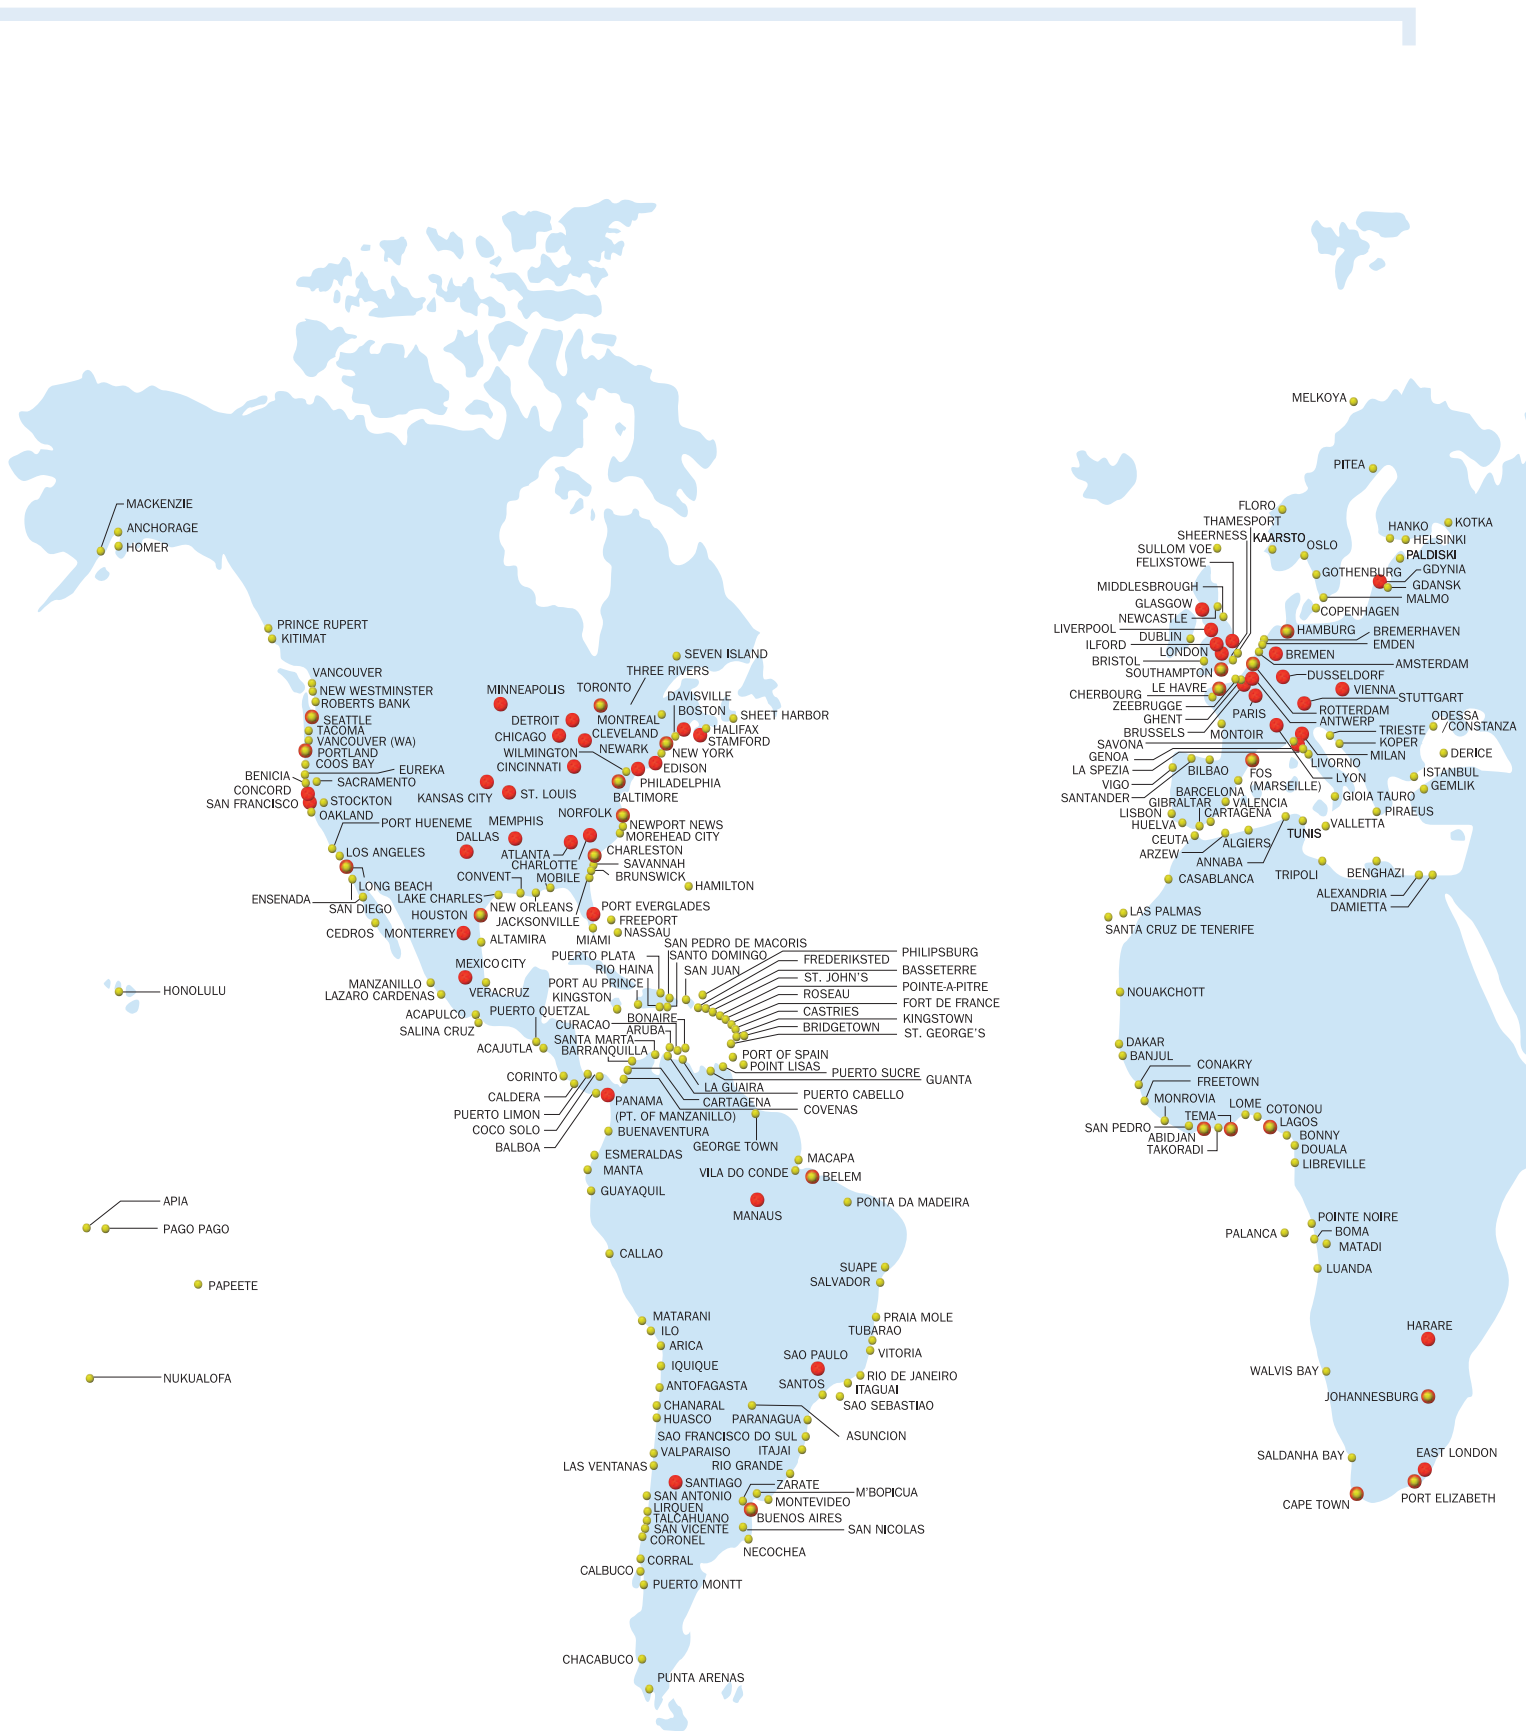 MELKOYA
PITEA
MACKENZIE
ANCHORAGE
HOMER
FLORO
THAMESPORT
SHEERNESS
KAARSTO
SULLOM VOE
OSLO
FELIXSTOWE
HANKO
KOTKA
HELSINKI
PALDISKI
GDYNIA
GOTHENBURG
GDANSK
MIDDLESBROUGH
MALMO
GLASGOW
COPENHAGEN
NEWCASTLE
PRINCE RUPERT
KITIMAT
LIVERPOOL
DUBLIN
HAMBURG
BREMERHAVEN
ILFORD
EMDEN
LONDON
BREMEN
BRISTOL
AMSTERDAM
SOUTHAMPTON
DUSSELDORF
SEVEN ISLAND
THREE RIVERS
VANCOUVER
NEW WESTMINSTER
ROBERTS BANK
MINNEAPOLIS
TORONTO
DAVISVILLE
BOSTON
SHEET HARBOR
LE HAVRE
VIENNA
CHERBOURG
STUTTGART
ZEEBRUGGE
PARIS
ROTTERDAM
GHENT
ANTWERP
BRUSSELS
MONTOIR
TRIESTE
ODESSA
CONSTANZA
SEATTLE
TACOMA
VANCOUVER (WA)
PORTLAND
COOS BAY
DETROIT
MONTREAL
CLEVELAND
CHICAGO
NEWARK
HALIFAX
STAMFORD
WILMINGTON
NEW YORK
SAVONA
KOPER
GENOA
MILAN
DERICE
LIVORNO
LA SPEZIA
BILBAO
FOS
(MARSEILLE)
LYON
ISTANBUL
VIGO
GEMLIK
SANTANDER
BARCELONA
GIOIA TAURO
BENICIA
EUREKA
SACRAMENTO
CONCORD
SAN FRANCISCO
STOCKTON
OAKLAND
CINCINNATI
EDISON
PHILADELPHIA
KANSAS CITY
ST. LOUIS
BALTIMORE
GIBRALTAR
VALENCIA
LISBON
CARTAGENA
PIRAEUS
HUELVA
TUNIS
VALLETTA
CEUTA
ALGIERS
ARZEW
ANNABA
PORT HUENEME
MEMPHIS
NORFOLK
NEWPORT NEWS
MOREHEAD CITY
DALLAS
LOS ANGELES
ATLANTA
CHARLESTON
CHARLOTTE
SAVANNAH
BRUNSWICK
CONVENT
MOBILE
HAMILTON
TRIPOLI
BENGHAZI
CASABLANCA
ALEXANDRIA
DAMIETTA
LONG BEACH
ENSENADA
SAN DIEGO
LAKE CHARLES
NEW ORLEANS
HOUSTON
JACKSONVILLE
PORT EVERGLADES
FREEPORT
CEDROS
MONTERREY
ALTAMIRA
MIAMI
NASSAU
LAS PALMAS
SANTA CRUZ DE TENERIFE
SAN PEDRO DE MACORIS
PUERTO PLATA
SANTO DOMINGO
PHILIPSBURG
FREDERIKSTED
MEXICO CITY
RIO HAINA
SAN JUAN
BASSETERRE
ST. JOHN'S
MANZANILLO
PORT AU PRINCE
POINTE-A-PITRE
HONOLULU
LAZARO CARDENAS
VERACRUZ
KINGSTON
ROSEAU
NOUAKCHOTT
FORT DE FRANCE
ACAPULCO
PUERTO QUETZAL
BONAIRE
CASTRIES
KINGSTOWN
SALINA CRUZ
CURACAO
BRIDGETOWN
ARUBA
ST. GEORGE'S
ACAJUTLA
SANTA MARTA
BARRANQUILLA
PORT OF SPAIN
POINT LISAS
DAKAR
BANJUL
CORINTO
PUERTO SUCRE
GUANTA
CONAKRY
FREETOWN
CALDERA
LA GUAIRA
PUERTO CABELLO
CARTAGENA
COVENAS
PANAMA
(PT. OF MANZANILLO)
PUERTO LIMON
COCO SOLO
BUENAVENTURA
BALBOA
GEORGE TOWN
MONROVIA
LOME
COTONOU
TEMA
LAGOS
SAN PEDRO
ABIDJAN
TAKORADI
BONNY
DOUALA
LIBREVILLE
ESMERALDAS
MANTA
MACAPA
VILA DO CONDE
BELEM
GUAYAQUIL
MANAUS
PONTA DA MADEIRA
APIA
PAGO PAGO
POINTE NOIRE
PALANCA
BOMA
MATADI
CALLAO
SUAPE
LUANDA
PAPEETE
SALVADOR
MATARANI
PRAIA MOLE
ILO
TUBARAO
HARARE
ARICA
SAO PAULO
VITORIA
IQUIQUE
NUKUALOFA
RIO DE JANEIRO
WALVIS BAY
ANTOFAGASTA
SANTOS
ITAGUAI
JOHANNESBURG
CHANARAL
SAO SEBASTIAO
HUASCO
PARANAGUA
SAO FRANCISCO DO SUL
ASUNCION
VALPARAISO
ITAJAI
EAST LONDON
LAS VENTANAS
RIO GRANDE
SALDANHA BAY
SANTIAGO
ZARATE
M'BOPICUA
SAN ANTONIO
MONTEVIDEO
CAPE TOWN
PORT ELIZABETH
LIRQUEN
TALCAHUANO
BUENOS AIRES
SAN VICENTE
SAN NICOLAS
CORONEL
NECOCHEA
CORRAL
CALBUCO
PUERTO MONTT
CHACABUCO
PUNTA ARENAS